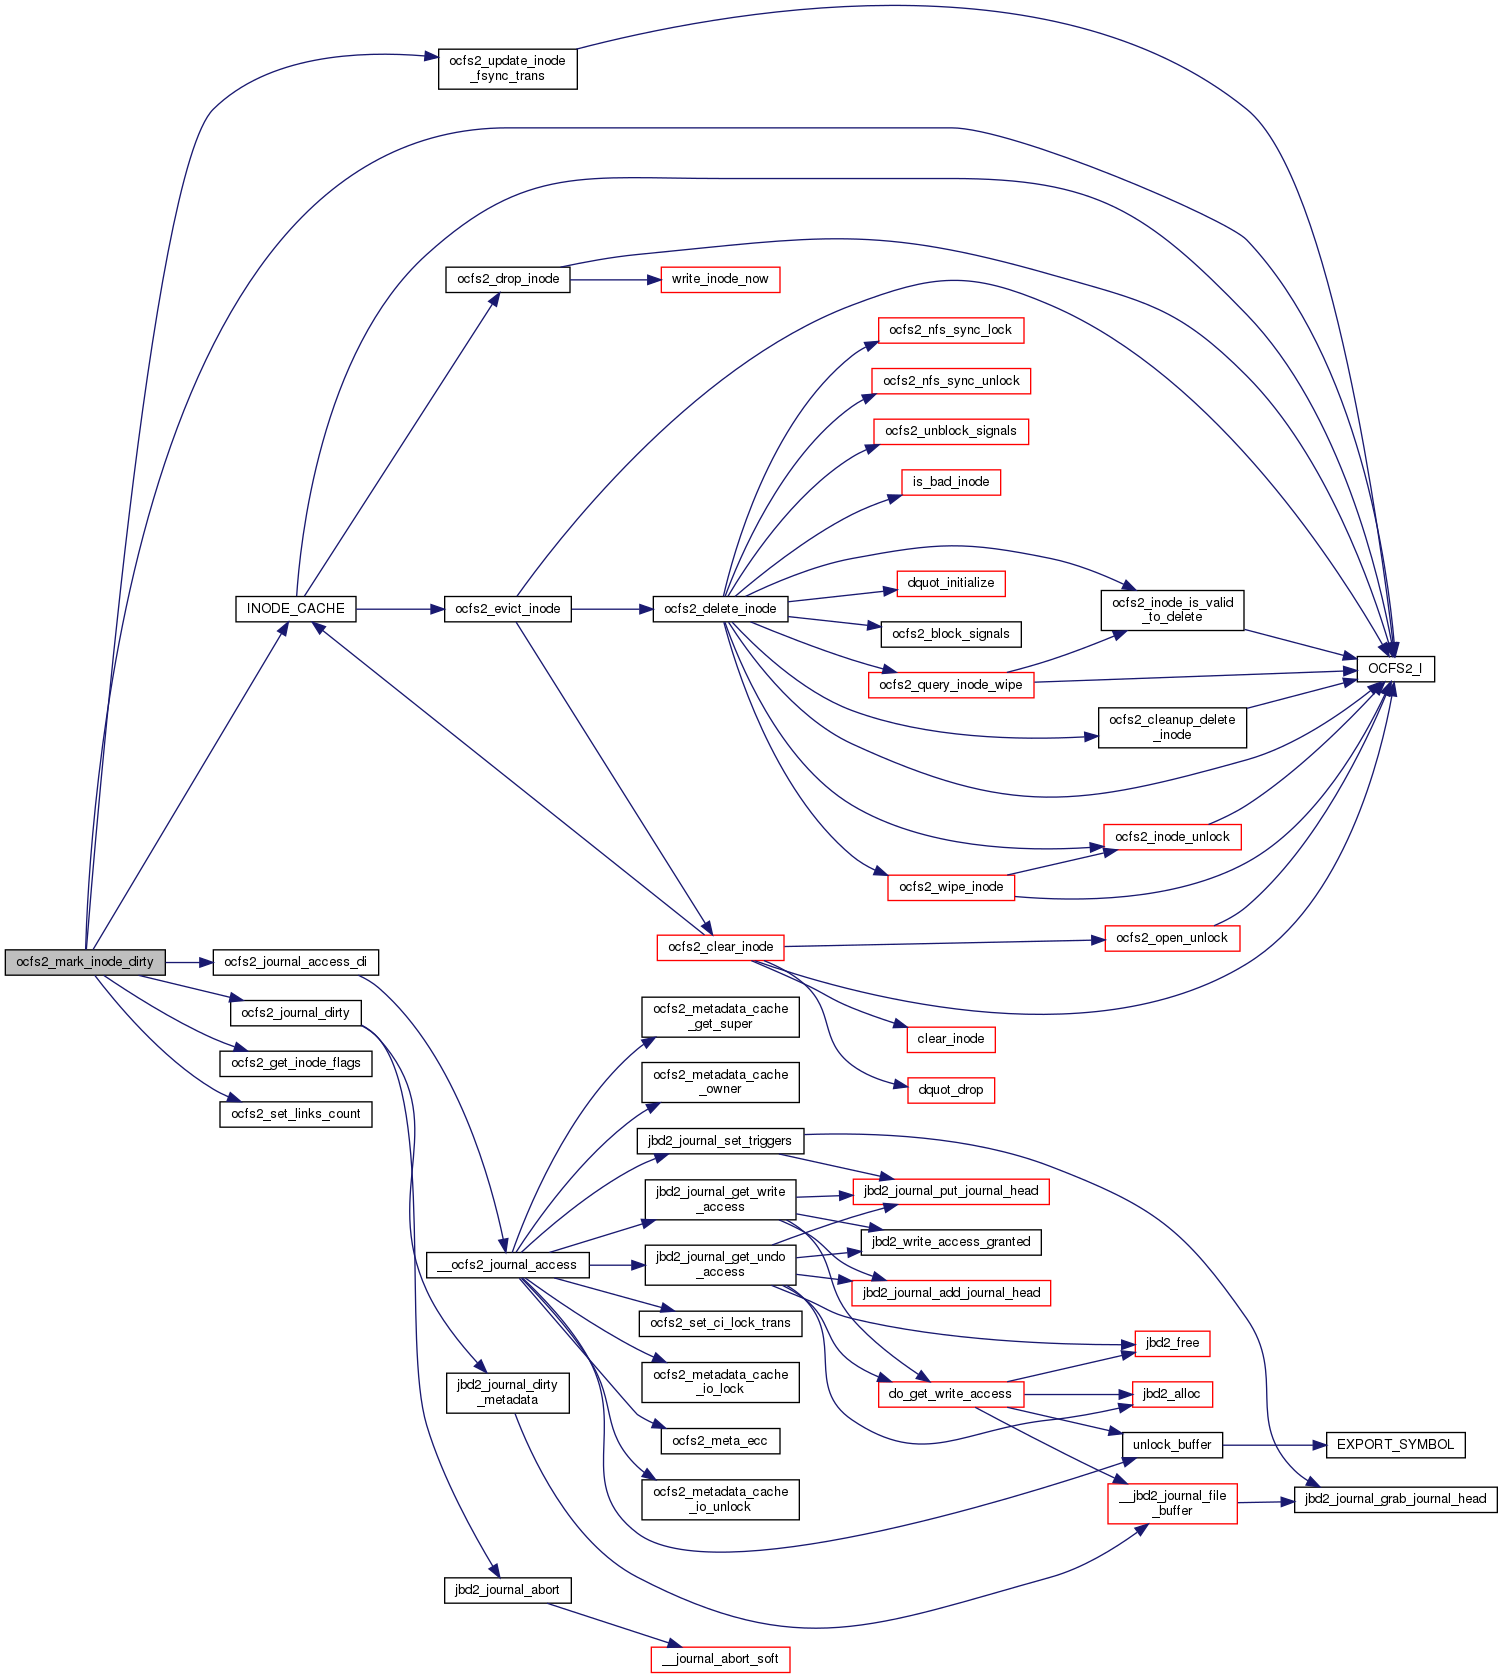 ocfs2_update_inode
_fsync_trans
ocfs2_drop_inode
write_inode_now
ocfs2_nfs_sync_lock
ocfs2_nfs_sync_unlock
ocfs2_unblock_signals
is_bad_inode
dquot_initialize
INODE_CACHE
ocfs2_evict_inode
ocfs2_delete_inode
ocfs2_inode_is_valid
_to_delete
ocfs2_block_signals
OCFS2_I
ocfs2_query_inode_wipe
ocfs2_cleanup_delete
_inode
ocfs2_inode_unlock
ocfs2_wipe_inode
ocfs2_open_unlock
ocfs2_clear_inode
ocfs2_mark_inode_dirty
ocfs2_journal_access_di
ocfs2_journal_dirty
ocfs2_metadata_cache
_get_super
clear_inode
ocfs2_get_inode_flags
ocfs2_metadata_cache
_owner
dquot_drop
ocfs2_set_links_count
jbd2_journal_set_triggers
jbd2_journal_get_write
_access
jbd2_journal_put_journal_head
jbd2_write_access_granted
__ocfs2_journal_access
jbd2_journal_get_undo
_access
jbd2_journal_add_journal_head
ocfs2_set_ci_lock_trans
jbd2_free
ocfs2_metadata_cache
_io_lock
jbd2_journal_dirty
_metadata
do_get_write_access
jbd2_alloc
ocfs2_meta_ecc
unlock_buffer
EXPORT_SYMBOL
ocfs2_metadata_cache
_io_unlock
__jbd2_journal_file
_buffer
jbd2_journal_grab_journal_head
jbd2_journal_abort
__journal_abort_soft